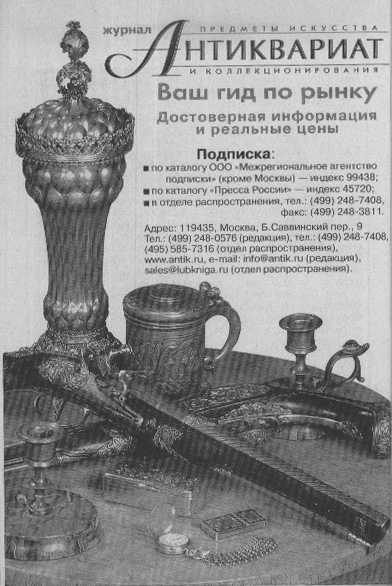 журнал
ПРЕДМЕТЫ ИСКУССТВА
АНТИКВАРИАТ
И КОЛЛЕКЦИОНИРОВАНИЯ
Ваш гид по рынку
Достоверная информация
и реальные цены
Подписка:
■ по каталогу ООО «Межрегиональное агентство
подписки» (кроме Москвы) — индекс 99438;
■ по каталогу «Пресса России» — индекс 45720;
■ в отделе распространения, тел.: (499) 248-7408,
факс: (499) 248-3811.
Адрес: 119435, Москва, Б.Саввинский пер., 9
Тел.: (499) 248-0576 (редакция), тел.: (499) 248-7408,
(495) 585-7316 (отдел распространения),
www.antik.ru, e-mail: info@antik.ru (редакция),
sales@lubkniga.ru (отдел распространения).